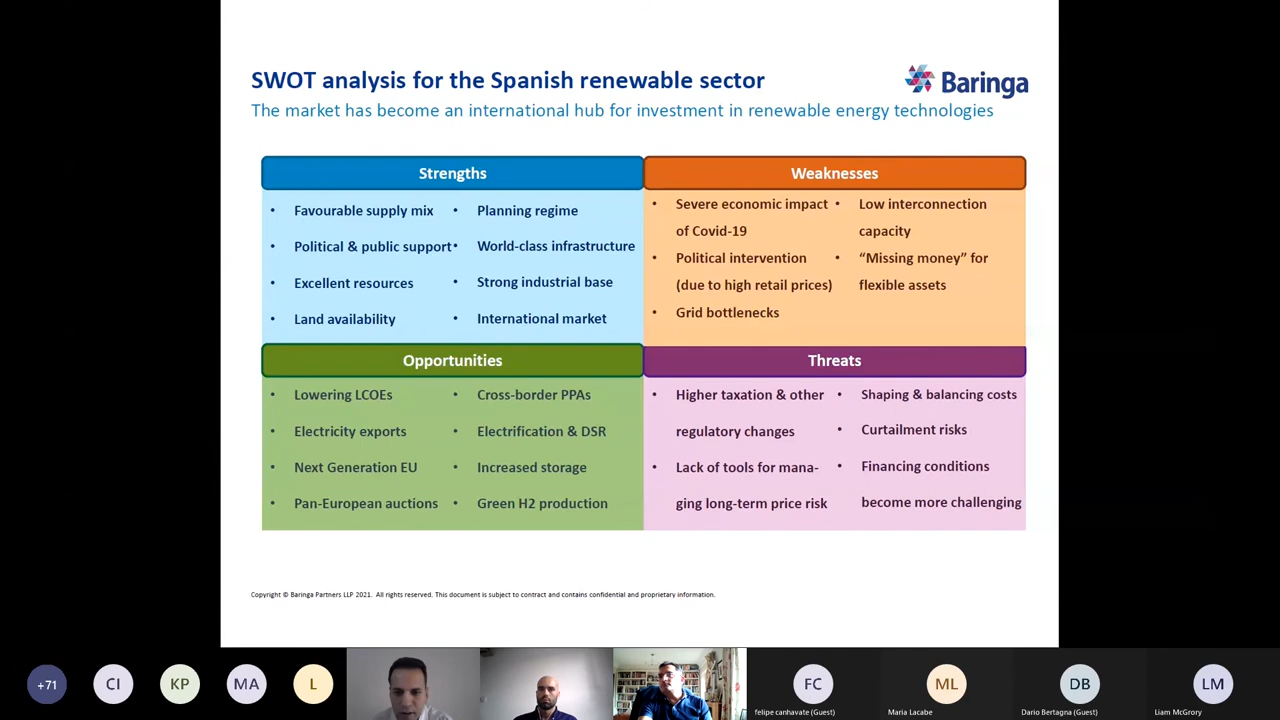 SWOT analysis for the Spanish renewable sector
Baringa
The market has become an international hub for investment in renewable energy technologies
Strengths
• Favourable supply mix
• Political & public support
• Excellent resources
• Land availability
• Planning regime
• World-class infrastructure
• Strong industrial base
• International market
Weaknesses
• Severe economic impact
of Covid-19
• Political intervention
(due to high retail prices)
• Grid bottlenecks
• Low interconnection
capacity
• “Missing money” for
flexible assets
Opportunities
• Lowering LCOEs
• Electricity exports
• Next Generation EU
• Pan-European auctions
• Cross-border PPAs
• Electrification & DSR
• Increased storage
• Green H2 production
Threats
• Higher taxation & other
regulatory changes
• Lack of tools for mana-
ging long-term price risk
• Shaping & balancing costs
• Curtailment risks
• Financing conditions
become more challenging
Copyright © Baringa Partners LLP 2021. All rights reserved. This document is subject to contract and contains confidential and proprietary information.
+71
CI
KP
MA
L
FC
felipe canhavate (Guest)
ML
Maria Lacabe
DB
Dario Bertagna (Guest)
LM
Liam McGrory